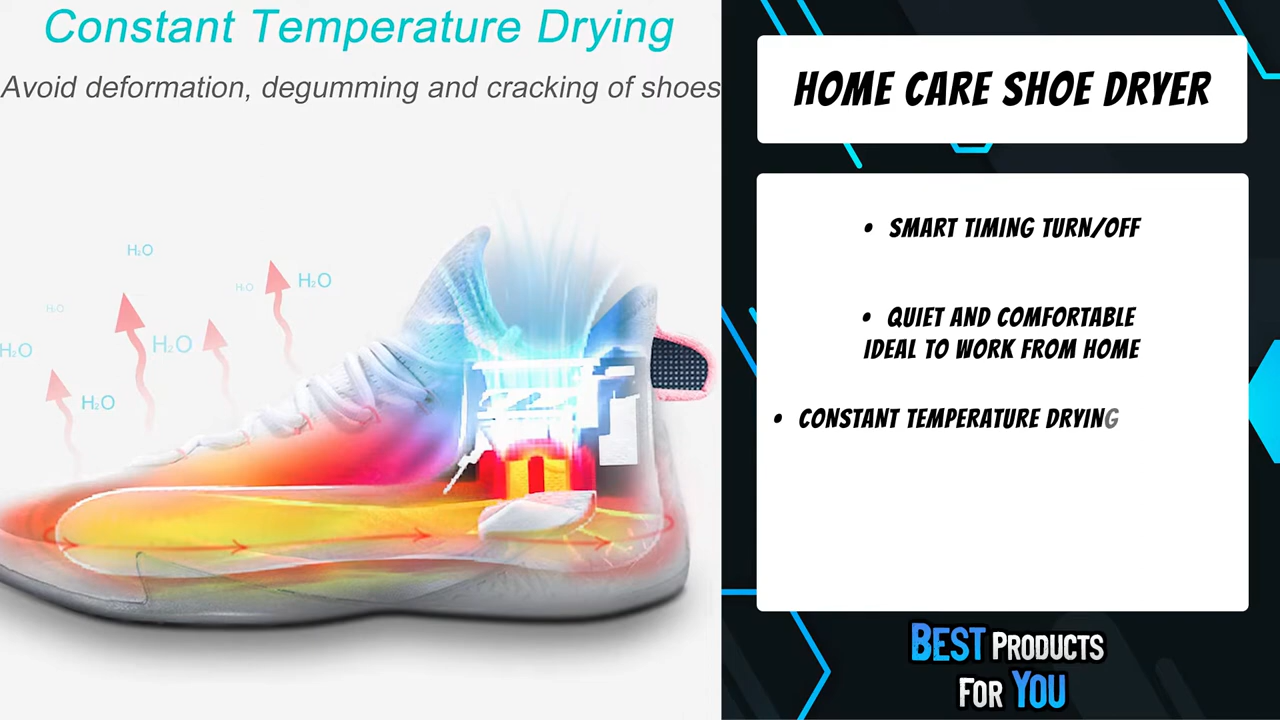 Constant Temperature Drying
Avoid deformation, degumming and cracking of shoes
H₂O
H₂O
H₂O
H₂O
H₂O
H₂O
H₂O
HOME CARE SHOE DRYER
• SMART TIMING TURN/OFF
• QUIET AND COMFORTABLE
IDEAL TO WORK FROM HOME
• CONSTANT TEMPERATURE DRYING
BEST PRODUCTS
FOR YOU